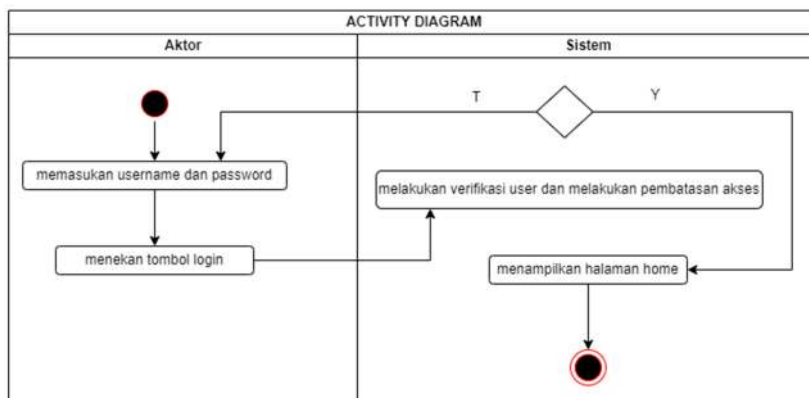 ACTIVITY DIAGRAM
Aktor
Sistem
T
Y
memasukan username dan password
melakukan verifikasi user dan melakukan pembatasan akses
menekan tombol login
menampilkan halaman home